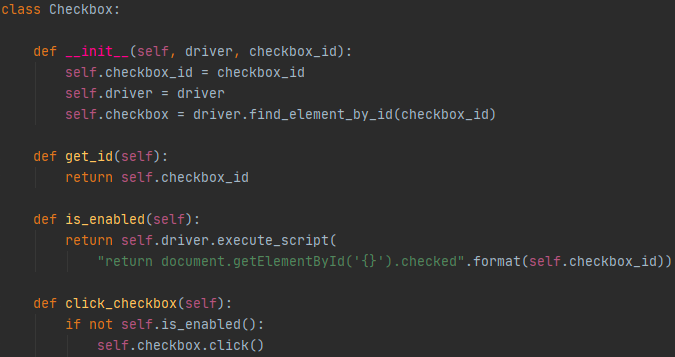 class Checkbox:
def __init__(self, driver, checkbox_id):
self.checkbox_id = checkbox_id
self.driver = driver
self.checkbox = driver.find_element_by_id(checkbox_id)
def get_id(self):
return self.checkbox_id
def is_enabled(self):
return self.driver.execute_script(
"return document.getElementById('{}').checked".format(self.checkbox_id))
def click_checkbox(self):
if not self.is_enabled():
self.checkbox.click()